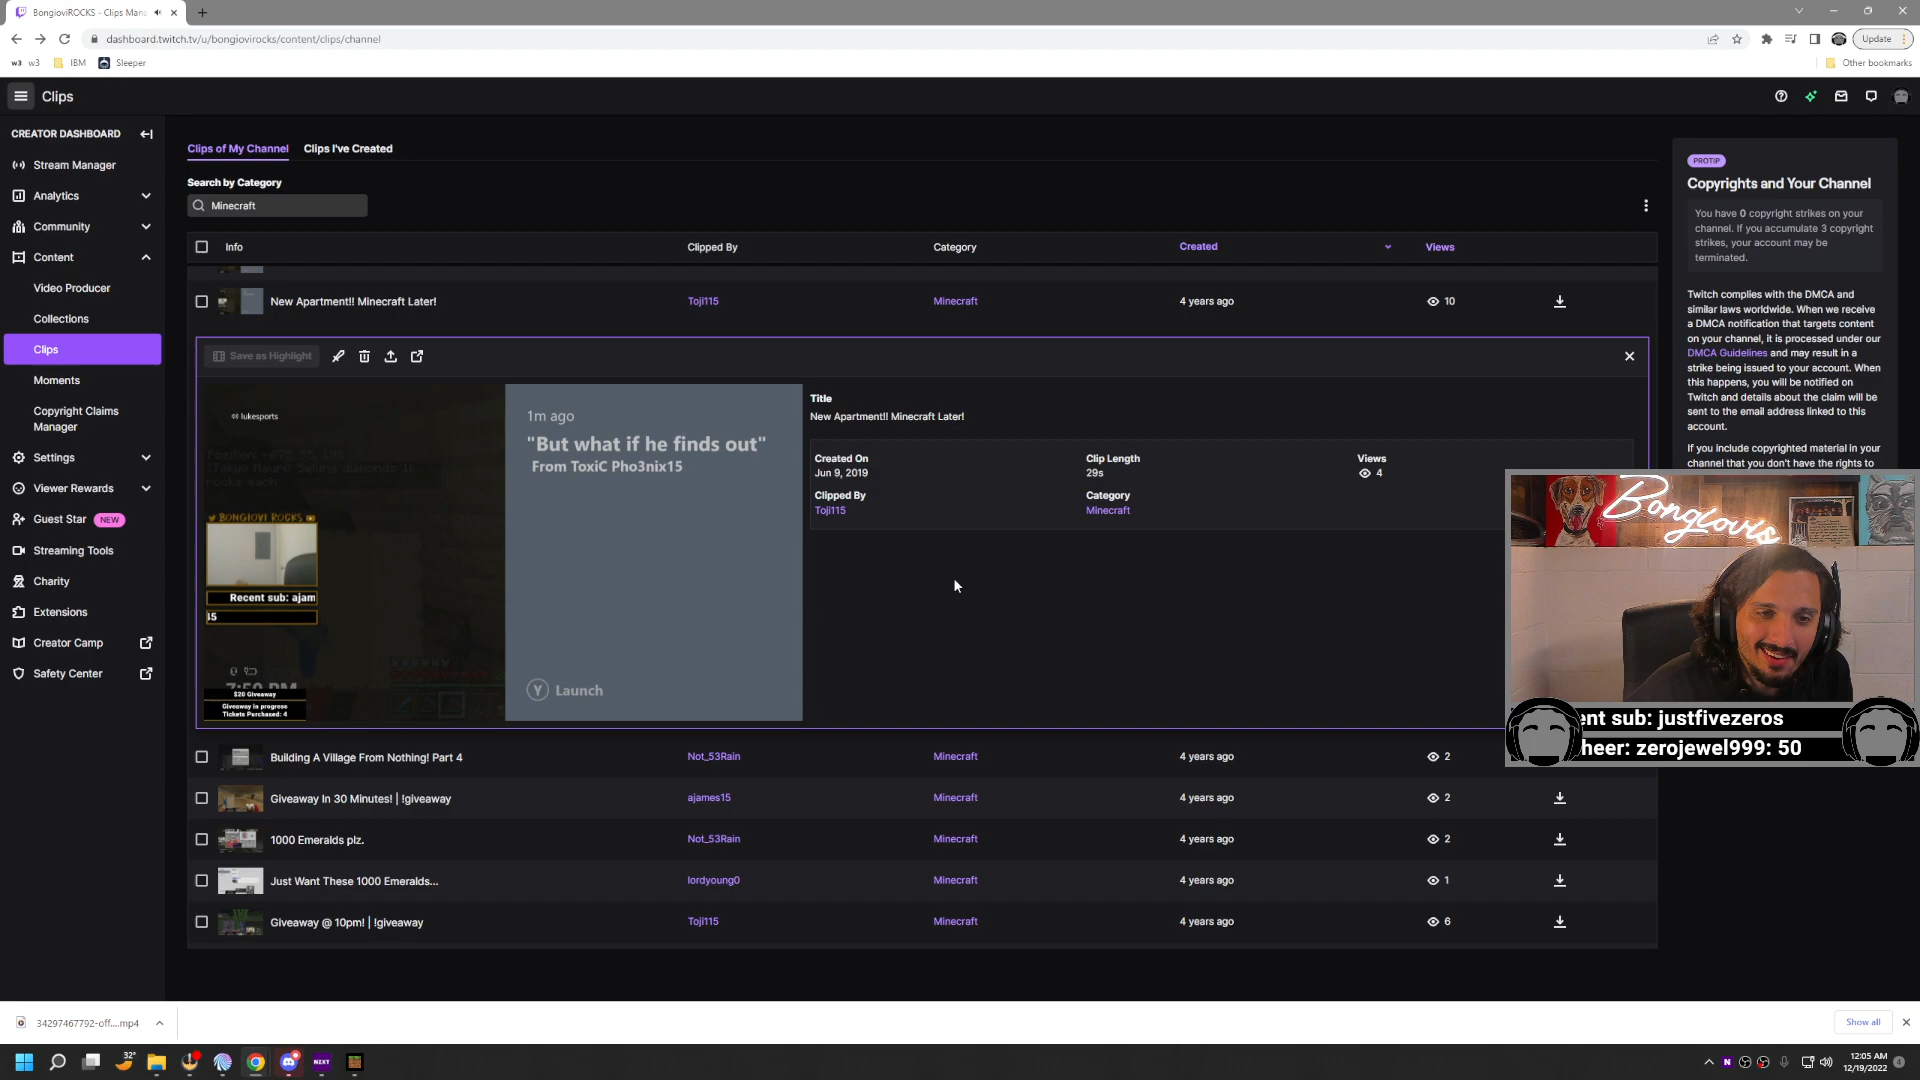 BongioviROCKS - Clips Mana
dashboard.twitch.tv/u/bongiovirocks/content/clips/channel
Update
w3 w3 IBM Sleeper
Other bookmarks
Clips
CREATOR DASHBOARD
Stream Manager
Analytics
Community
Content
Video Producer
Collections
Clips
Moments
Copyright Claims
Manager
Settings
Viewer Rewards
Guest Star NEW
Streaming Tools
Charity
Extensions
Creator Camp
Safety Center
Clips of My Channel Clips I've Created
Search by Category
Minecraft
Info Clipped By Category Created Views
New Apartment!! Minecraft Later! Toji115 Minecraft 4 years ago 10
Save as Highlight
lukesports
1m ago
"But what if he finds out"
From ToxiC Pho3nix15
BONGIOVI ROCKS
Recent sub: ajam
15
7:50 PM
$20 Giveaway
Giveaway in progress
Tickets Purchased: 4
Y Launch
Title
New Apartment!! Minecraft Later!
Created On Clip Length Views
Jun 9, 2019 29s 4
Clipped By Category
Toji115 Minecraft
Building A Village From Nothing! Part 4 Not_53Rain Minecraft 4 years ago 2
Giveaway In 30 Minutes! | !giveaway ajames15 Minecraft 4 years ago 2
1000 Emeralds plz. Not_53Rain Minecraft 4 years ago 2
Just Want These 1000 Emeralds... lordyoung0 Minecraft 4 years ago 1
Giveaway @ 10pm! | !giveaway Toji115 Minecraft 4 years ago 6
PROTIP
Copyrights and Your Channel
You have 0 copyright strikes on your
channel. If you accumulate 3 copyright
strikes, your account may be
terminated.
Twitch complies with the DMCA and
similar laws worldwide. When we receive
a DMCA notification that targets content
on your channel, it is processed under our
DMCA Guidelines and may result in a
strike being issued to your account. When
this happens, you will be notified on
Twitch and details about the claim will be
sent to the email address linked to this
account.
If you include copyrighted material in your
channel that you don't have the rights to
Bongiovis
ent sub: justfivezeros
heer: zerojewel999: 50
34297467792-off....mp4
Show all
32°
NZXT
N
12:05 AM
12/19/2022
4